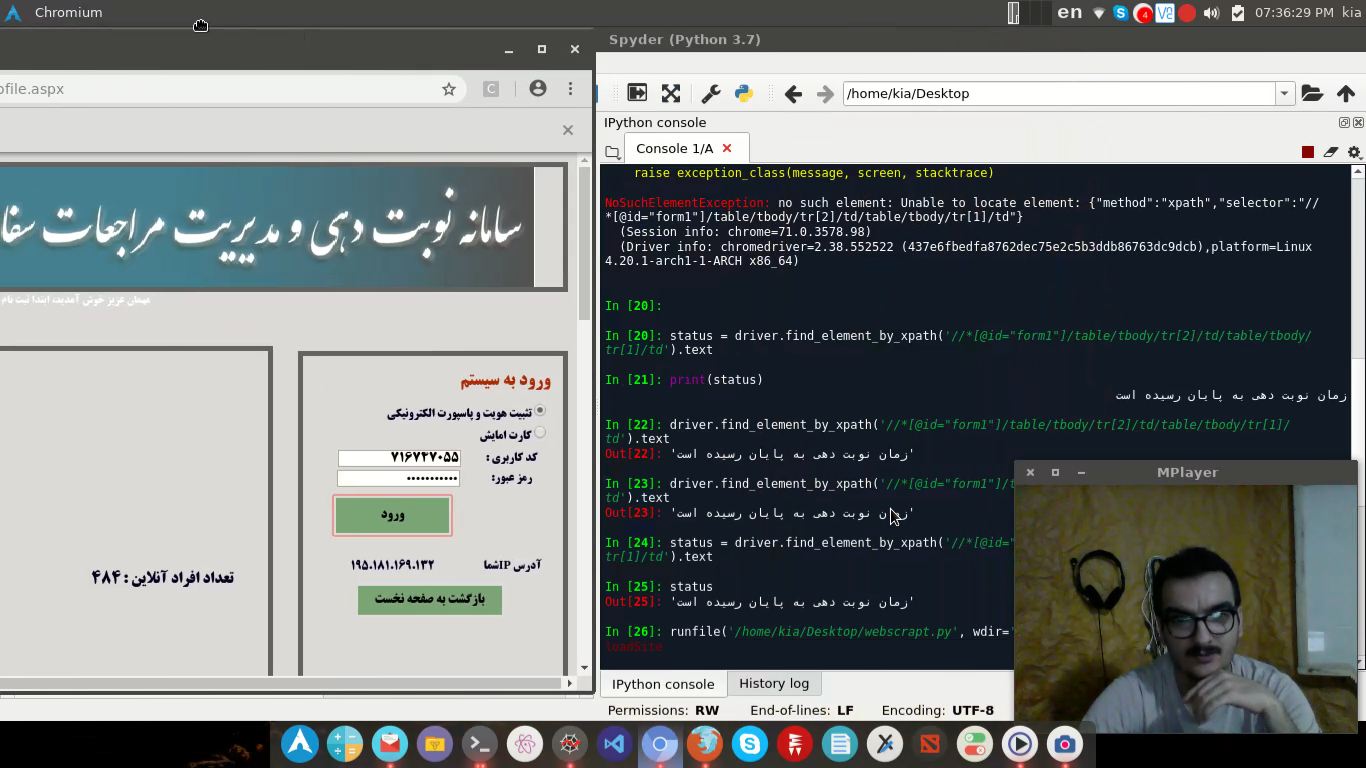 Chromium
en
4
V2
07:36:29 PM
kia
Spyder (Python 3.7)
ofile.aspx
C
/home/kia/Desktop
IPython console
Console 1/A
سامانه نوبت دهی و مدیریت مراجعات سفا
مهمان عزیز خوش آمدید، ابتدا ثبت نام
ورود به سیستم
تثبیت هویت و پاسپورت الکترونیکی
کارت امایش
کد کاربری : ۷۱۶۷۴۷۰۵۵
رمز عبور: •••••••••••
ورود
آدرس IPشما ۱۹۵.۱۸۱.۱۶۹.۱۳۲
بازگشت به صفحه نخست
تعداد افراد آنلاین : ۴۸۴
raise exception_class(message, screen, stacktrace)
NoSuchElementException: no such element: Unable to locate element: {"method":"xpath","selector":"//
*[@id="form1"]/table/tbody/tr[2]/td/table/tbody/tr[1]/td"}
(Session info: chrome=71.0.3578.98)
(Driver info: chromedriver=2.38.552522 (437e6fbedfa8762dec75e2c5b3ddb86763dc9dcb),platform=Linux
4.20.1-arch1-1-ARCH x86_64)
In [20]:
In [20]: status = driver.find_element_by_xpath('//*[@id="form1"]/table/tbody/tr[2]/td/table/tbody/
tr[1]/td').text
In [21]: print(status)
زمان نوبت دهی به پایان رسیده است
In [22]: driver.find_element_by_xpath('//*[@id="form1"]/table/tbody/tr[2]/td/table/tbody/tr[1]/
td').text
Out[22]: 'زمان نوبت دهی به پایان رسیده است'
In [23]: driver.find_element_by_xpath('//*[@id="form1"]/t
td').text
Out[23]: 'زمان نوبت دهی به پایان رسیده است'
In [24]: status = driver.find_element_by_xpath('//*[@id="
tr[1]/td').text
In [25]: status
Out[25]: 'زمان نوبت دهی به پایان رسیده است'
In [26]: runfile('/home/kia/Desktop/webscrapt.py', wdir='
loadSite
MPlayer
IPython console
History log
Permissions: RW
End-of-lines: LF
Encoding: UTF-8